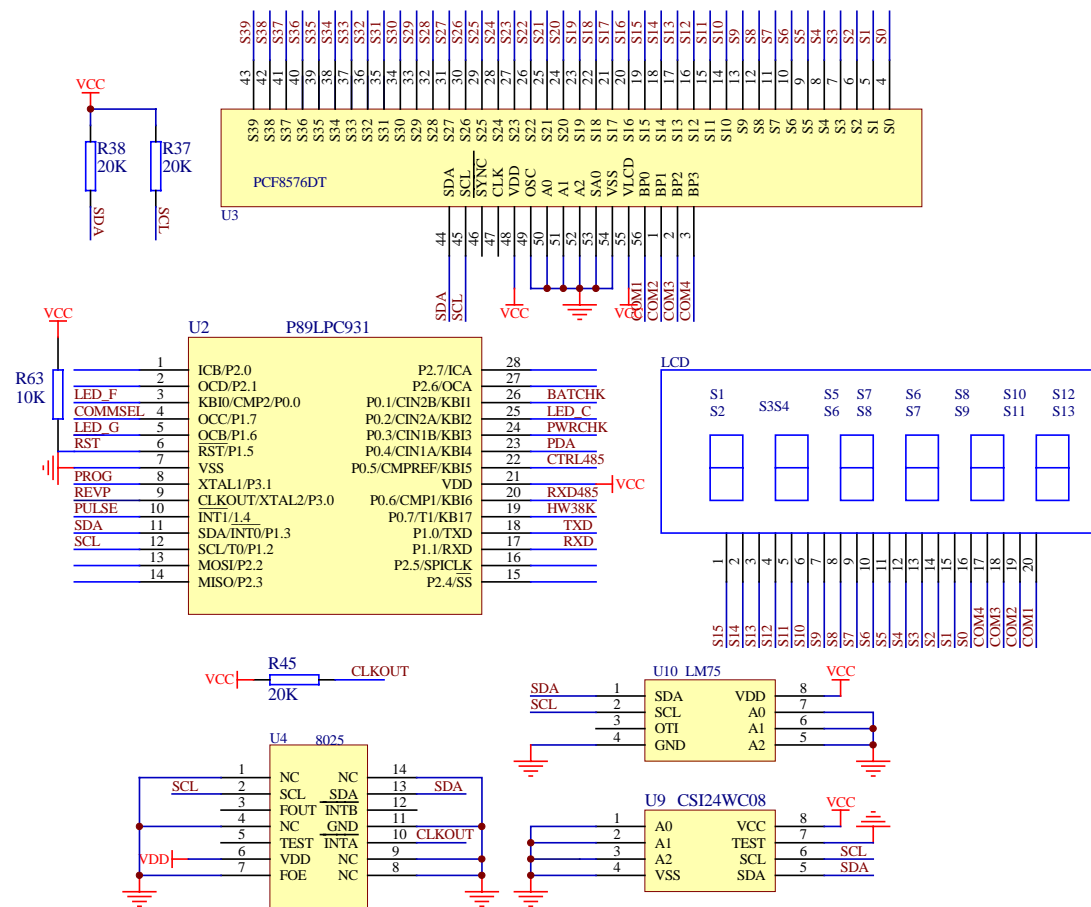 S39 S38 S37 S36 S35 S34 S33 S32 S31 S30 S29 S28 S27 S26 S25 S24 S23 S22 S21 S20 S19 S18 S17 S16 S15 S14 S13 S12 S11 S10 S9 S8 S7 S6 S5 S4 S3 S2 S1 S0
43 42 41 40 39 38 37 36 35 34 33 32 31 30 29 28 27 26 25 24 23 22 21 20 19 18 17 16 15 14 13 12 11 10 9 8 7 6 5 4
S39 S38 S37 S36 S35 S34 S33 S32 S31 S30 S29 S28 S27 S26 S25 S24 S23 S22 S21 S20 S19 S18 S17 S16 S15 S14 S13 S12 S11 S10 S9 S8 S7 S6 S5 S4 S3 S2 S1 S0
PCF8576DT
SDA SCL SYNC CLK VDD OSC A0 A1 A2 SA0 VSS VLCD BP0 BP1 BP2 BP3
U3
44 45 46 47 48 49 50 51 52 53 54 55 56 1 2 3
SDA SCL VCC VCC COM1 COM2 COM3 COM4
VCC
R38 R37
20K 20K
SDA SCL
VCC
R63
10K
U2 P89LPC931
1 ICB/P2.0 P2.7/ICA 28
2 OCD/P2.1 P2.6/OCA 27
LED_F 3 KBI0/CMP2/P0.0 P0.1/CIN2B/KBI1 26 BATCHK
COMMSEL 4 OCC/P1.7 P0.2/CIN2A/KBI2 25 LED_C
LED_G 5 OCB/P1.6 P0.3/CIN1B/KBI3 24 PWRCHK
RST 6 RST/P1.5 P0.4/CIN1A/KBI4 23 PDA
7 VSS P0.5/CMPREF/KBI5 22 CTRL485
PROG 8 XTAL1/P3.1 VDD 21 VCC
REVP 9 CLKOUT/XTAL2/P3.0 P0.6/CMP1/KBI6 20 RXD485
PULSE 10 INT1/1.4 P0.7/T1/KB17 19 HW38K
SDA 11 SDA/INT0/P1.3 P1.0/TXD 18 TXD
SCL 12 SCL/T0/P1.2 P1.1/RXD 17 RXD
13 MOSI/P2.2 P2.5/SPICLK 16
14 MISO/P2.3 P2.4/SS 15
LCD
S1 S3S4 S5 S7 S6 S8 S10 S12
S2 S6 S8 S7 S9 S11 S13
1 2 3 4 5 6 7 8 9 10 11 12 13 14 15 16 17 18 19 20
S15 S14 S13 S12 S11 S10 S9 S8 S7 S6 S5 S4 S3 S2 S1 S0 COM4 COM3 COM2 COM1
VCC R45 CLKOUT
20K
U4 8025
1 NC NC 14
SCL 2 SCL SDA 13 SDA
3 FOUT INTB 12
4 NC GND 11
5 TEST INTA 10 CLKOUT
VDD 6 VDD NC 9
7 FOE NC 8
U10 LM75
VCC
SDA 1 SDA VDD 8
SCL 2 SCL A0 7
3 OTI A1 6
4 GND A2 5
U9 CSI24WC08
VCC
1 A0 VCC 8
2 A1 TEST 7
3 A2 SCL 6 SCL
4 VSS SDA 5 SDA